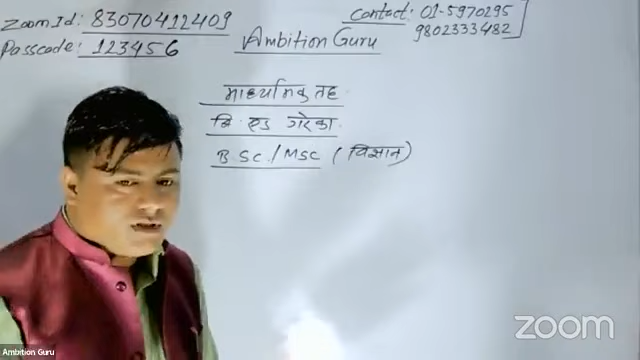 Zoom Id: 83070412409
Passcode: 123456
Contact: 01-5970295
9802333482
Ambition Guru
माध्यमिक तह
बि. एड गरेका
B.SC./MSC (विज्ञान)
zoom
Ambition Guru